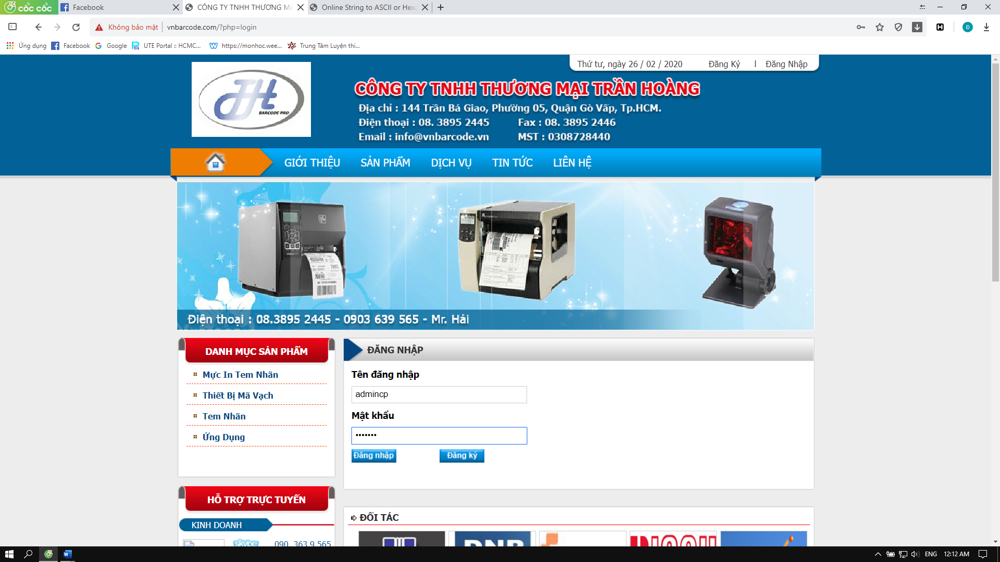 cốc cốc
Facebook
CÔNG TY TNHH THƯƠNG MẠ
Online String to ASCII or Hexa
Không bảo mật
vnbarcode.com/?php=login
Đ
Ứng dụng
Facebook
Google
UTE Portal :: HCMC...
https://monhoc.wee...
Trung Tâm Luyện thi...
Thứ tư, ngày 26 / 02 / 2020
Đăng Ký
|
Đăng Nhập
BARCODE PRO
CÔNG TY TNHH THƯƠNG MẠI TRẦN HOÀNG
Địa chỉ : 144 Trần Bá Giao, Phường 05, Quận Gò Vấp, Tp.HCM.
Điện thoại : 08. 3895 2445
Fax : 08. 3895 2446
Email : info@vnbarcode.vn
MST : 0308728440
GIỚI THIỆU
SẢN PHẨM
DỊCH VỤ
TIN TỨC
LIÊN HỆ
Điện thoại : 08.3895 2445 - 0903 639 565 - Mr. Hải
DANH MỤC SẢN PHẨM
Mực In Tem Nhãn
Thiết Bị Mã Vạch
Tem Nhãn
Ứng Dụng
ĐĂNG NHẬP
Tên đăng nhập
admincp
Mật khẩu
•••••••
Đăng nhập
Đăng ký
HỖ TRỢ TRỰC TUYẾN
KINH DOANH
skype
090. 363 9 565
ĐỐI TÁC
DNP
RICOH
ENG
12:12 AM